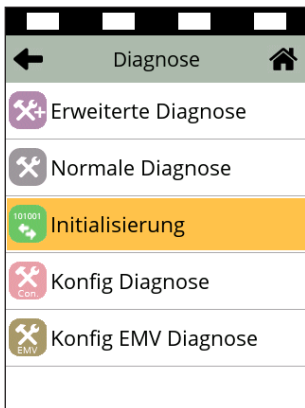 Diagnose
Erweiterte Diagnose
Normale Diagnose
101001
Initialisierung
Konfig Diagnose
Con.
Konfig EMV Diagnose
EMV